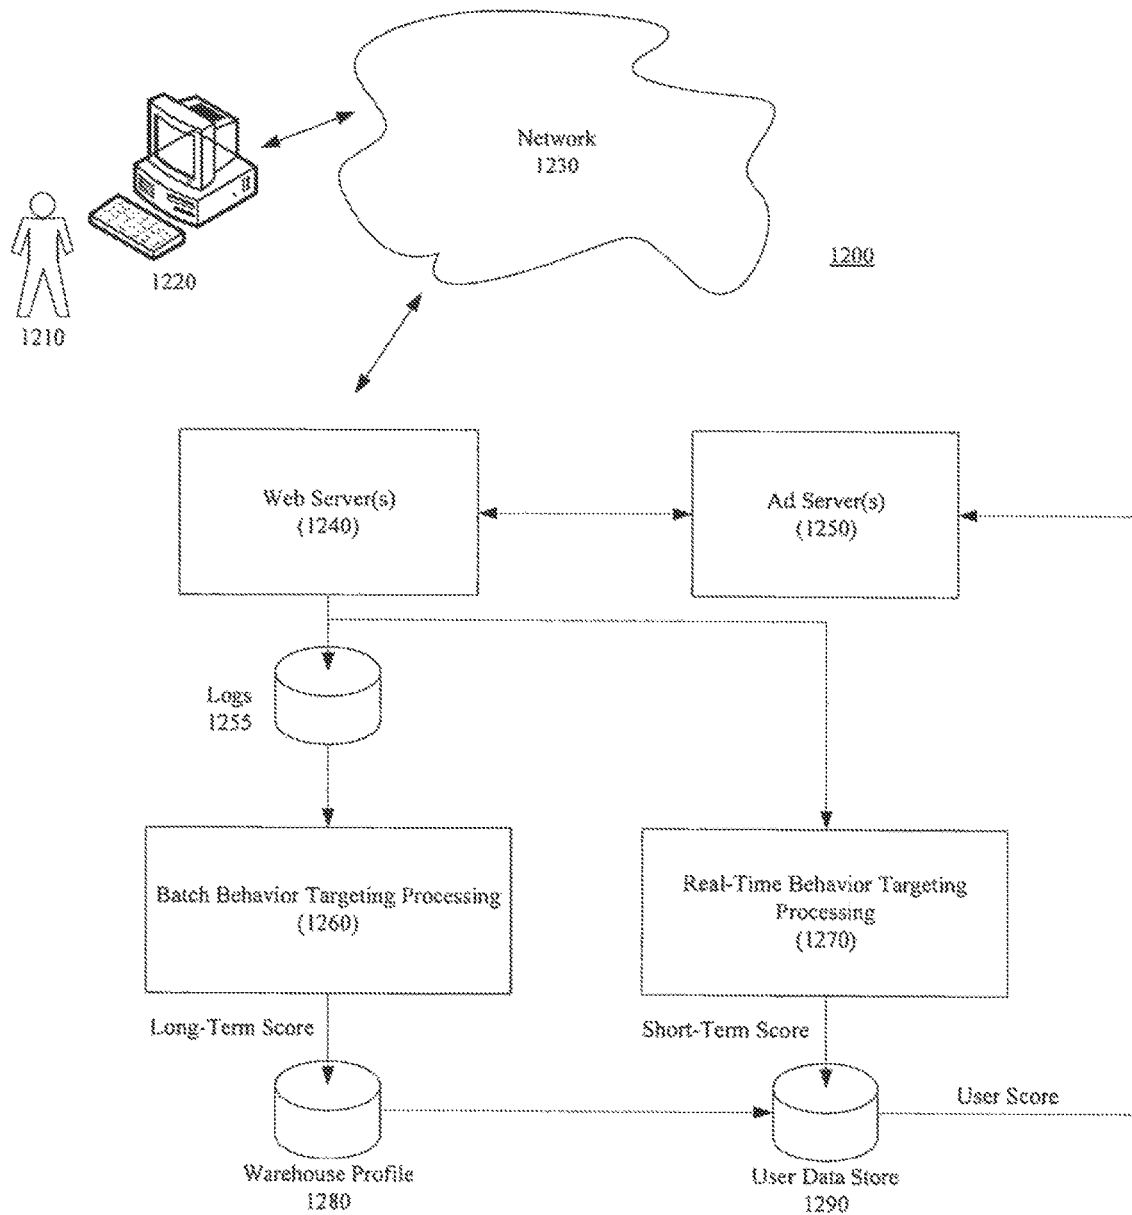 Network
1230
1200
1220
1210
Web Server(s)
(1240)
Ad Server(s)
(1250)
Logs
1255
Batch Behavior Targeting Processing
(1260)
Real-Time Behavior Targeting
Processing
(1270)
Long-Term Score
Short-Term Score
User Score
Warehouse Profile
1280
User Data Store
1290